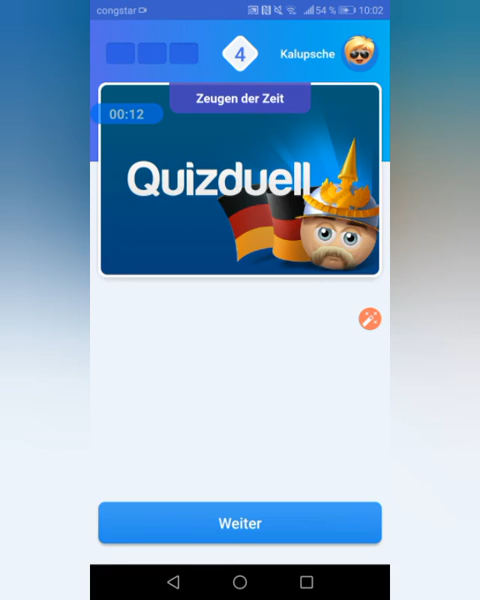 congstar
54 %
10:02
4
Kalupsche
Zeugen der Zeit
00:12
Quizduell
Weiter